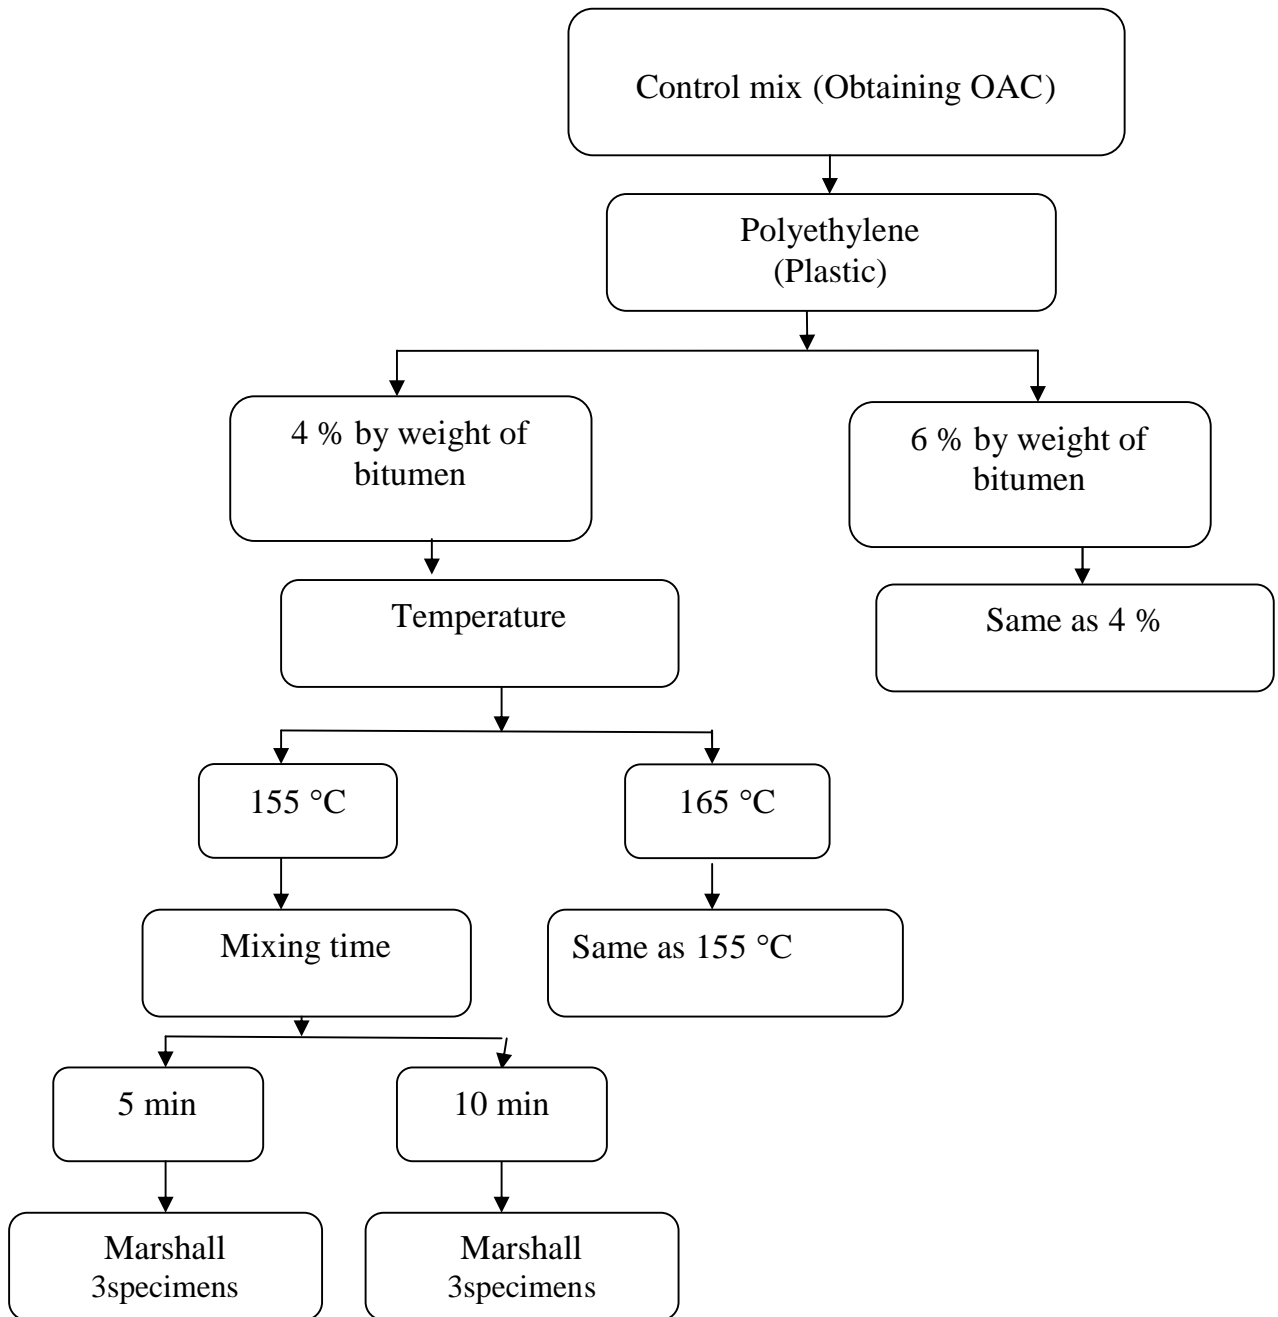 Control mix (Obtaining OAC)
Polyethylene
(Plastic)
4 % by weight of
bitumen
6 % by weight of
bitumen
Temperature
Same as 4 %
155 °C
165 °C
Mixing time
Same as 155 °C
5 min
10 min
Marshall
3specimens
Marshall
3specimens